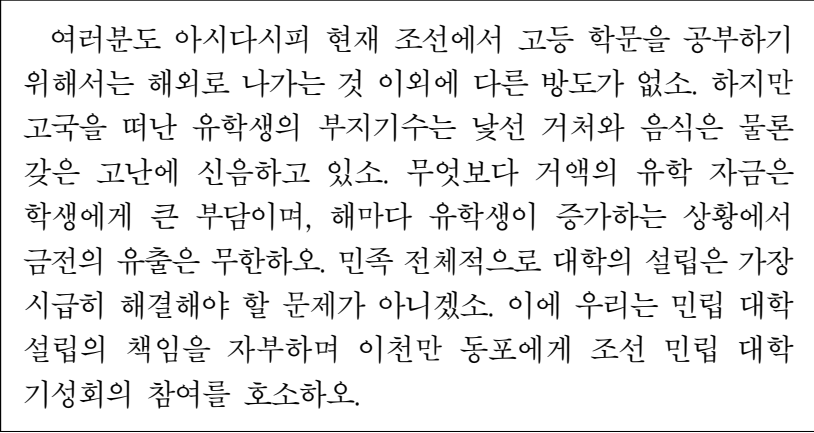 여러분도 아시다시피 현재 조선에서 고등 학문을 공부하기
위해서는 해외로 나가는 것 이외에 다른 방도가 없소. 하지만
고국을 떠난 유학생의 부지기수는 낯선 거처와 음식은 물론
갖은 고난에 신음하고 있소. 무엇보다 거액의 유학 자금은
학생에게 큰 부담이며, 해마다 유학생이 증가하는 상황에서
금전의 유출은 무한하오. 민족 전체적으로 대학의 설립은 가장
시급히 해결해야 할 문제가 아니겠소. 이에 우리는 민립 대학
설립의 책임을 자부하며 이천만 동포에게 조선 민립 대학
기성회의 참여를 호소하오.